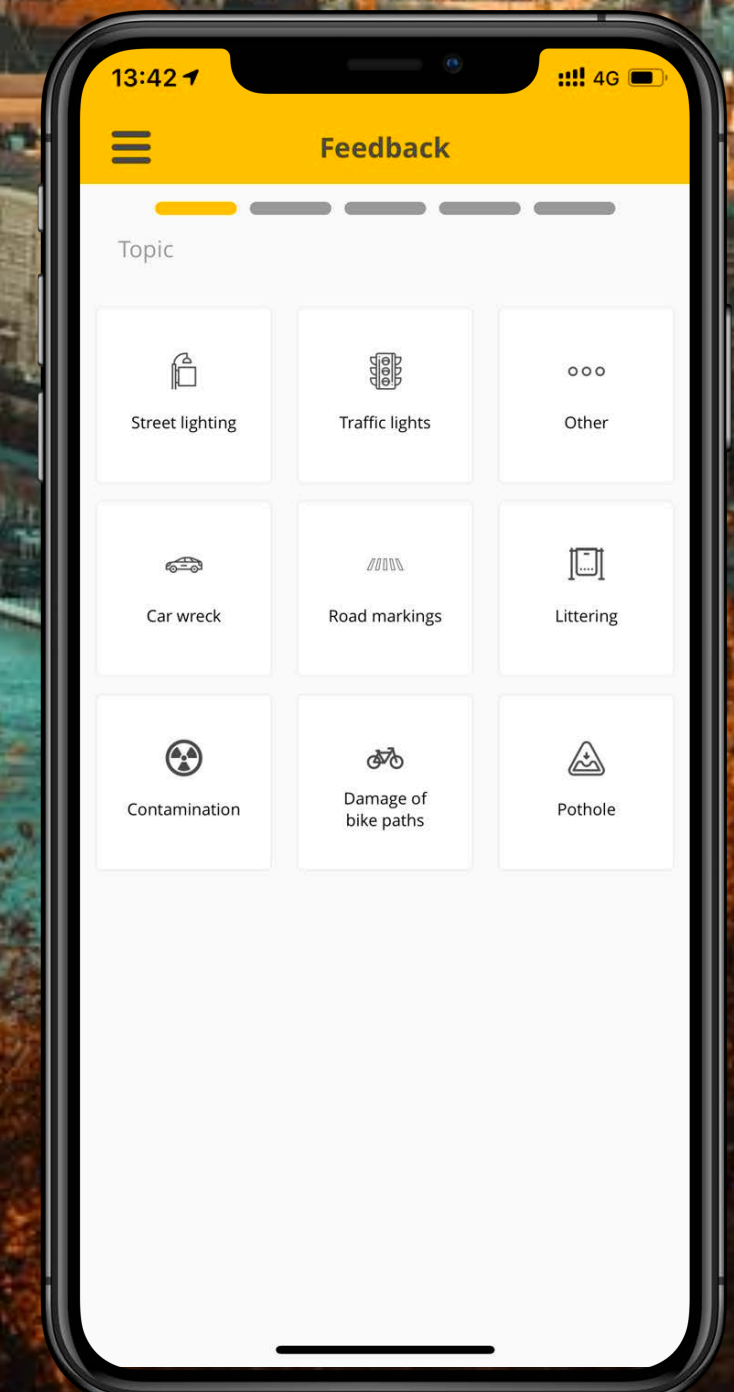 13:42
4G
Feedback
Topic
Street lighting
Traffic lights
Other
Car wreck
Road markings
Littering
Contamination
Damage of
bike paths
Pothole